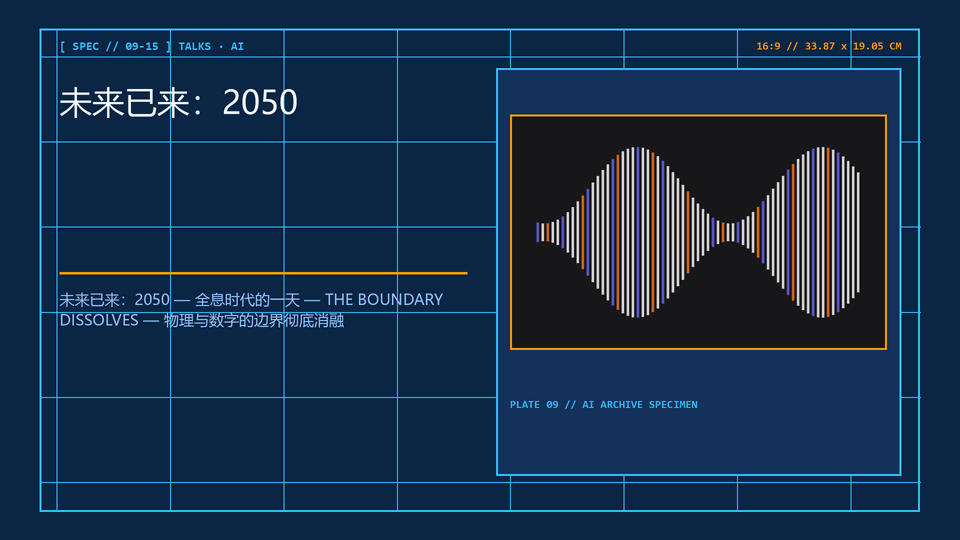 [ SPEC // 09-15 ] TALKS · AI
16:9 // 33.87 x 19.05 CM
未来已来：2050
未来已来：2050 — 全息时代的一天 — THE BOUNDARY
DISSOLVES — 物理与数字的边界彻底消融
PLATE 09 // AI ARCHIVE SPECIMEN